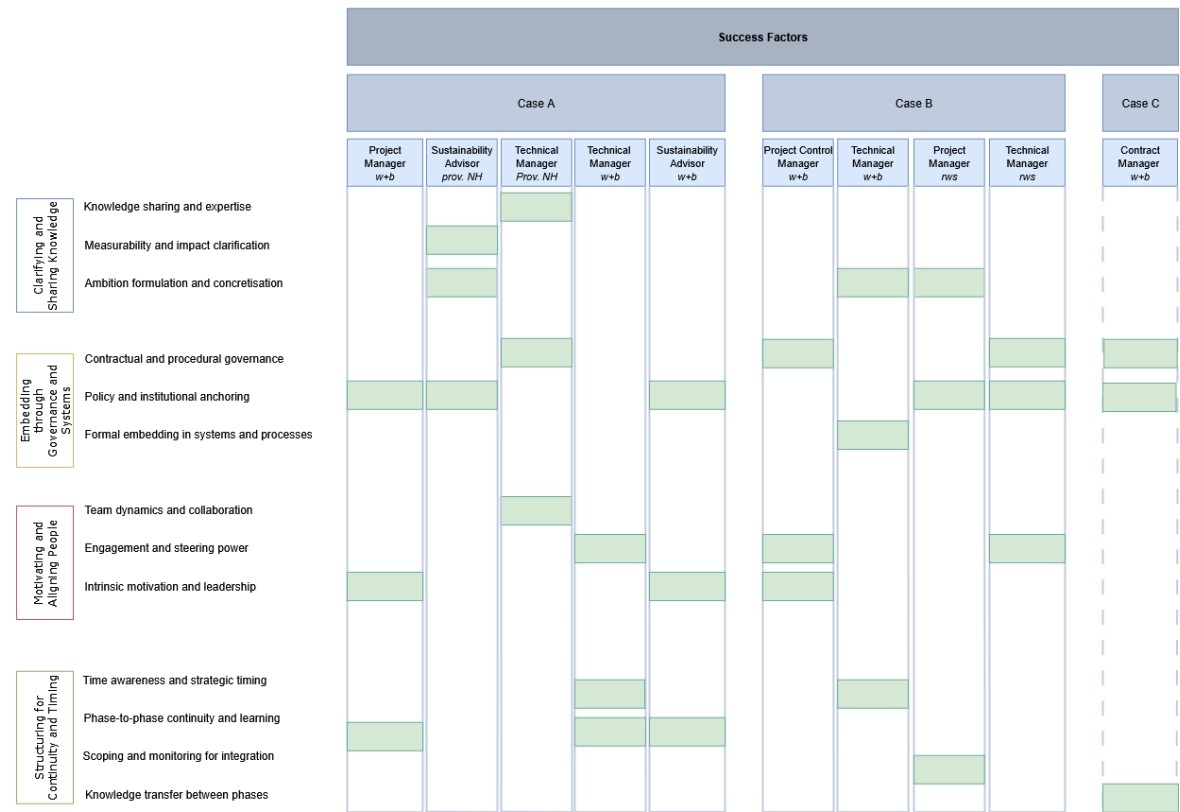 Success Factors
Case A
Case B
Case C
Project
Manager
w+b
Sustainability
Advisor
prov. NH
Technical
Manager
Prov. NH
Technical
Manager
w+b
Sustainability
Advisor
w+b
Project Control
Manager
w+b
Technical
Manager
w+b
Project
Manager
rws
Technical
Manager
rws
Contract
Manager
w+b
Clarifying and
Sharing Knowledge
Knowledge sharing and expertise
Measurability and impact clarification
Ambition formulation and concretisation
Embedding
through
Governance and
Systems
Contractual and procedural governance
Policy and institutional anchoring
Formal embedding in systems and processes
Motivating and
Aligning People
Team dynamics and collaboration
Engagement and steering power
Intrinsic motivation and leadership
Structuring for
Continuity and Timing
Time awareness and strategic timing
Phase-to-phase continuity and learning
Scoping and monitoring for integration
Knowledge transfer between phases